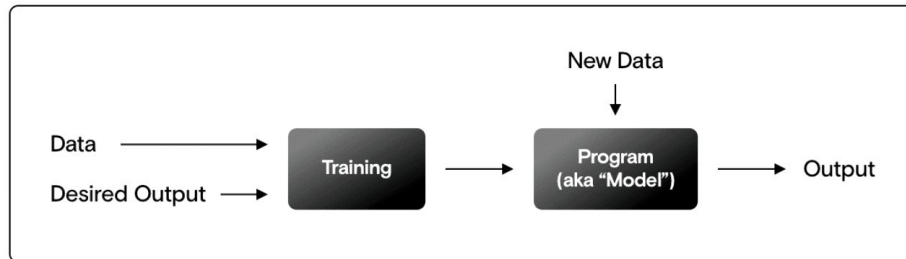 New Data
Data
Desired Output
Training
Program
(aka “Model”)
Output